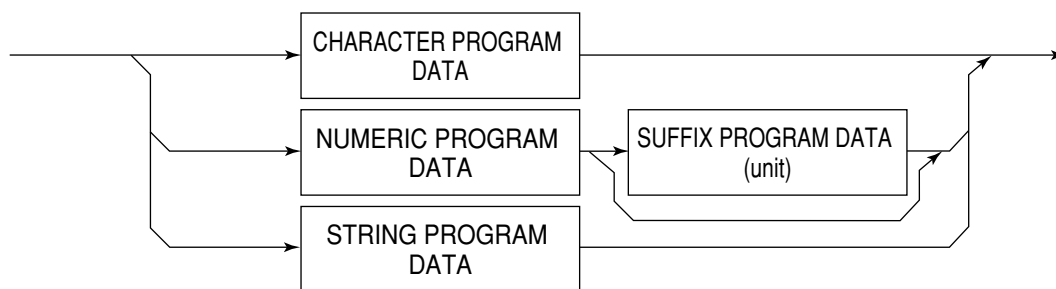 CHARACTER PROGRAM
DATA
NUMERIC PROGRAM
DATA
SUFFIX PROGRAM DATA
(unit)
STRING PROGRAM
DATA